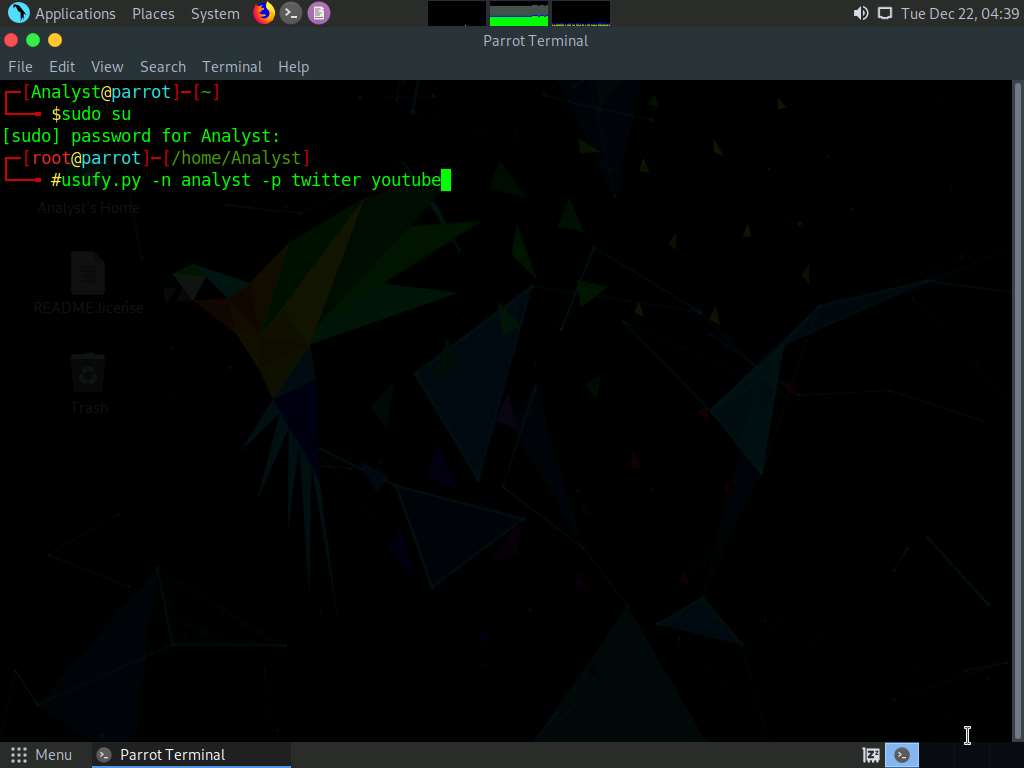 Applications Places System Tue Dec 22, 04:39
Parrot Terminal
File Edit View Search Terminal Help
┌─[Analyst@parrot]─[~]
└──╼ $sudo su
[sudo] password for Analyst:
┌─[root@parrot]─[/home/Analyst]
└──╼ #usufy.py -n analyst -p twitter youtube
Analyst's Home
README.license
Trash
Menu Parrot Terminal